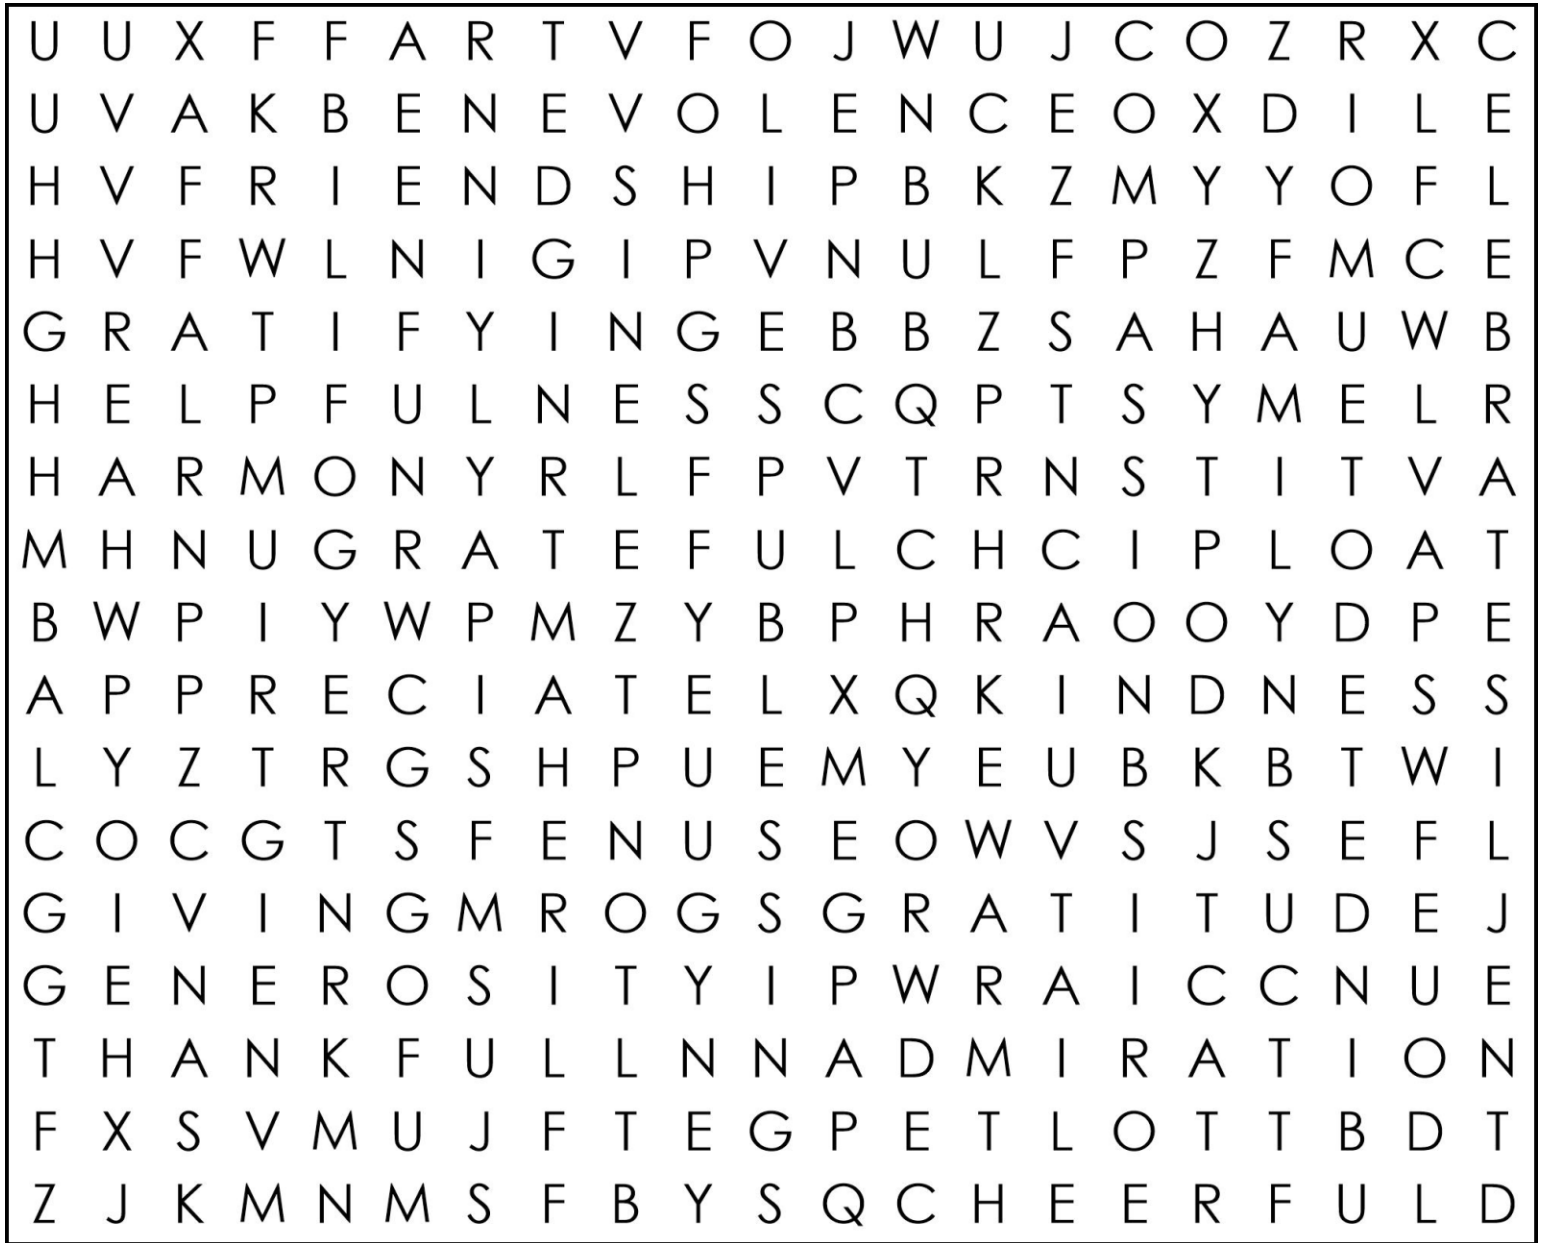 U U X F F A R T V F O J W U J C O Z R X C
U V A K B E N E V O L E N C E O X D I L E
H V F R I E N D S H I P B K Z M Y Y O F L
H V F W L N I G I P V N U L F P Z F M C E
G R A T I F Y I N G E B B Z S A H A U W B
H E L P F U L N E S S C Q P T S Y M E L R
H A R M O N Y R L F P V T R N S T I T V A
M H N U G R A T E F U L C H C I P L O A T
B W P I Y W P M Z Y B P H R A O O Y D P E
A P P R E C I A T E L X Q K I N D N E S S
L Y Z T R G S H P U E M Y E U B K B T W I
C O C G T S F E N U S E O W V S J S E F L
G I V I N G M R O G S G R A T I T U D E J
G E N E R O S I T Y I P W R A I C C N U E
T H A N K F U L L N N A D M I R A T I O N
F X S V M U J F T E G P E T L O T T B D T
Z J K M N M S F B Y S Q C H E E R F U L D